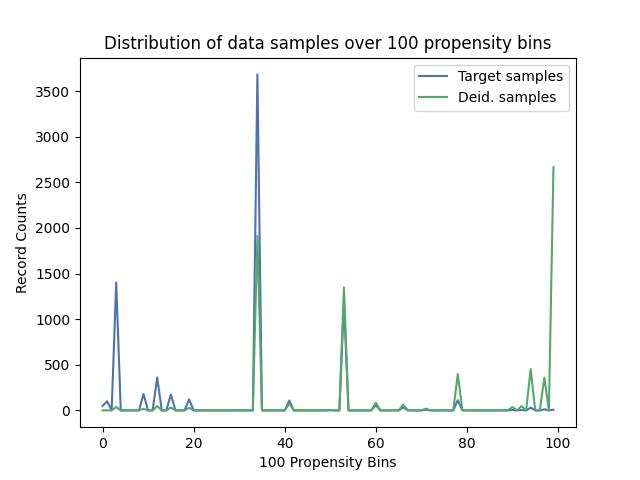 Distribution of data samples over 100 propensity bins
Target samples
Deid. samples
3500
3000
2500
2000
1500
1000
500
0
Record Counts
0 20 40 60 80 100
100 Propensity Bins